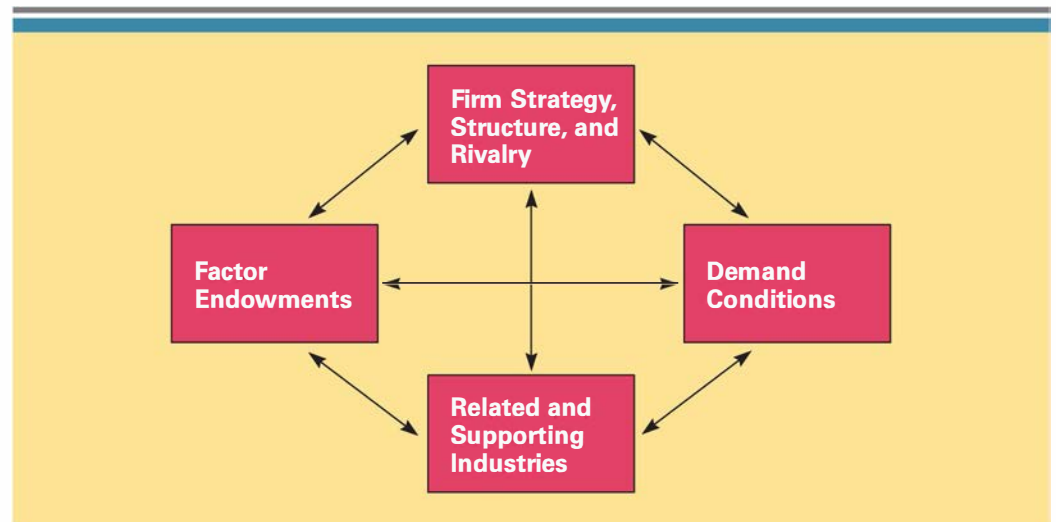 Firm Strategy,
Structure, and
Rivalry
Factor
Endowments
Demand
Conditions
Related and
Supporting
Industries